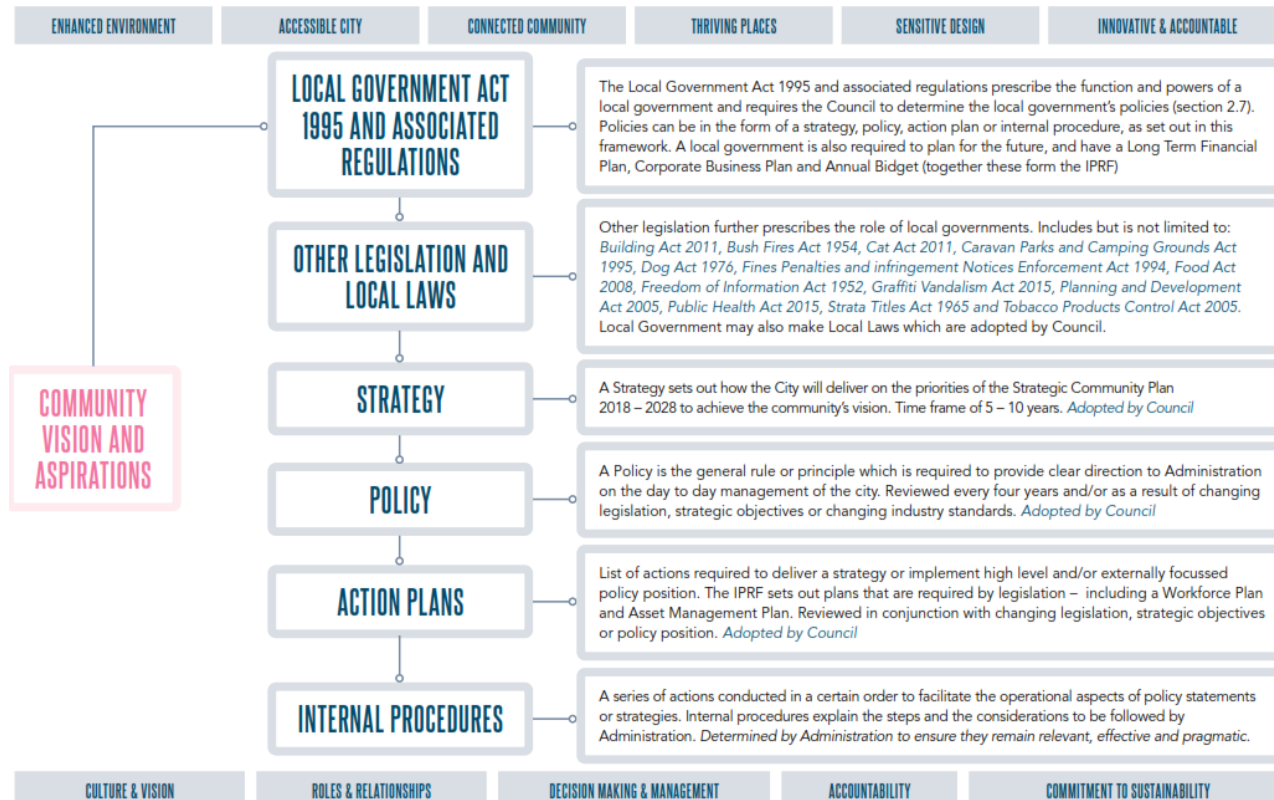 ENHANCED ENVIRONMENT
ACCESSIBLE CITY
CONNECTED COMMUNITY
THRIVING PLACES
SENSITIVE DESIGN
INNOVATIVE & ACCOUNTABLE
LOCAL GOVERNMENT ACT
1995 AND ASSOCIATED
REGULATIONS
The Local Government Act 1995 and associated regulations prescribe the function and powers of a
local government and requires the Council to determine the local government's policies (section 2.7).
Policies can be in the form of a strategy, policy, action plan or internal procedure, as set out in this
framework. A local government is also required to plan for the future, and have a Long Term Financial
Plan, Corporate Business Plan and Annual Budget (together these form the IPRF)
OTHER LEGISLATION AND
LOCAL LAWS
Other legislation further prescribes the role of local governments. Includes but is not limited to:
Building Act 2011, Bush Fires Act 1954, Cat Act 2011, Caravan Parks and Camping Grounds Act
1995, Dog Act 1976, Fines Penalties and infringement Notices Enforcement Act 1994, Food Act
2008, Freedom of Information Act 1952, Graffiti Vandalism Act 2015, Planning and Development
Act 2005, Public Health Act 2015, Strata Titles Act 1965 and Tobacco Products Control Act 2005.
Local Government may also make Local Laws which are adopted by Council.
COMMUNITY
VISION AND
ASPIRATIONS
STRATEGY
A Strategy sets out how the City will deliver on the priorities of the Strategic Community Plan
2018 – 2028 to achieve the community's vision. Time frame of 5 – 10 years. Adopted by Council
POLICY
A Policy is the general rule or principle which is required to provide clear direction to Administration
on the day to day management of the city. Reviewed every four years and/or as a result of changing
legislation, strategic objectives or changing industry standards. Adopted by Council
ACTION PLANS
List of actions required to deliver a strategy or implement high level and/or externally focussed
policy position. The IPRF sets out plans that are required by legislation – including a Workforce Plan
and Asset Management Plan. Reviewed in conjunction with changing legislation, strategic objectives
or policy position. Adopted by Council
INTERNAL PROCEDURES
A series of actions conducted in a certain order to facilitate the operational aspects of policy statements
or strategies. Internal procedures explain the steps and the considerations to be followed by
Administration. Determined by Administration to ensure they remain relevant, effective and pragmatic.
CULTURE & VISION
ROLES & RELATIONSHIPS
DECISION MAKING & MANAGEMENT
ACCOUNTABILITY
COMMITMENT TO SUSTAINABILITY